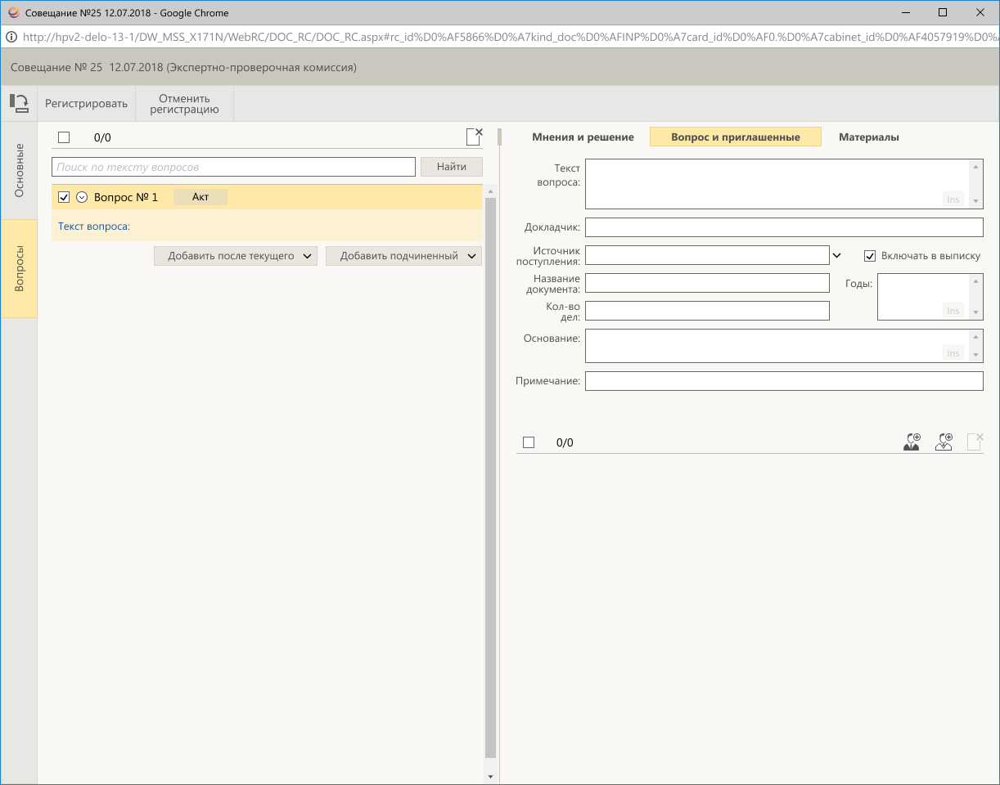 Совещание №25 12.07.2018 - Google Chrome
http://hpv2-delo-13-1/DW_MSS_X171N/WebRC/DOC_RC/DOC_RC.aspx#rc_id%D0%AF5866%D0%A7kind_doc%D0%AFINP%D0%A7card_id%D0%AF0.%D0%A7cabinet_id%D0%AF4057919%D0%
Совещание № 25 12.07.2018 (Экспертно-проверочная комиссия)
Регистрировать
Отменить
регистрацию
Основные
Вопросы
0/0
Поиск по тексту вопросов
Найти
Вопрос № 1
Акт
Текст вопроса:
Добавить после текущего
Добавить подчиненный
Мнения и решение
Вопрос и приглашенные
Материалы
Текст
вопроса:
Ins
Докладчик:
Источник
поступления:
Включать в выписку
Название
документа:
Годы:
Ins
Кол-во
дел:
Основание:
Ins
Примечание:
0/0